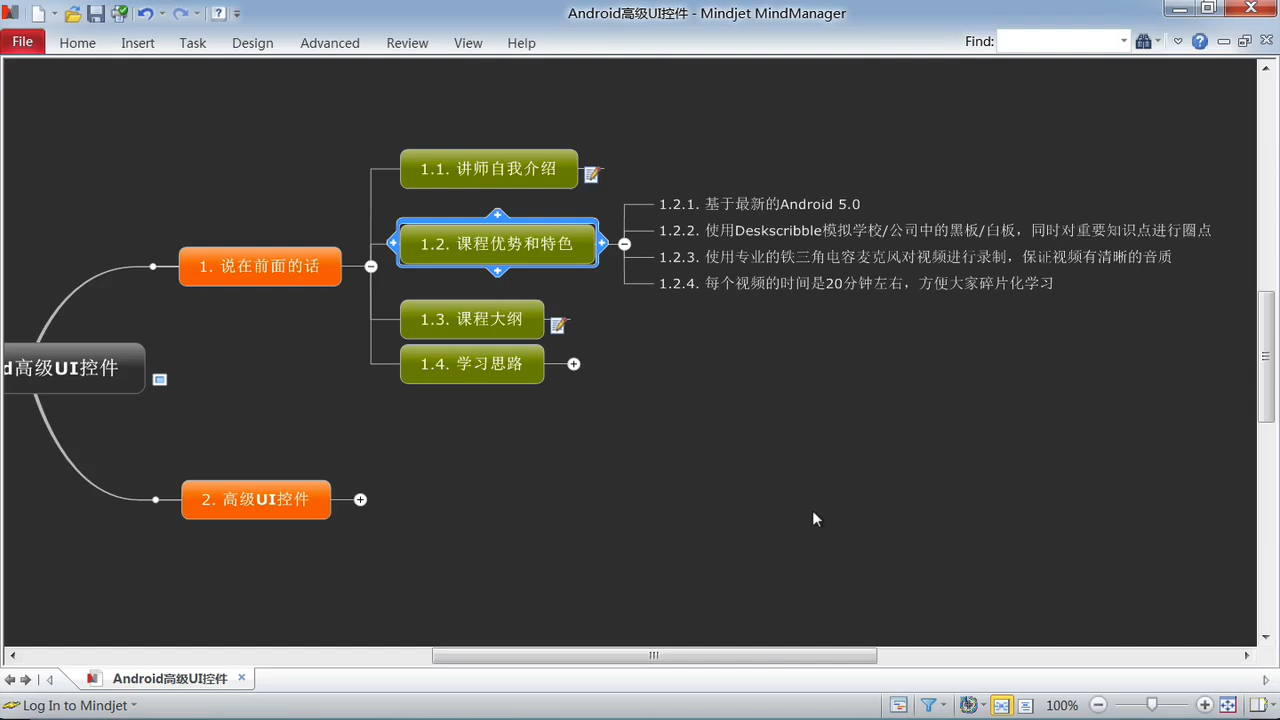 Android高级UI控件 - Mindjet MindManager
File Home Insert Task Design Advanced Review View Help Find:
1.1. 讲师自我介绍
1.2. 课程优势和特色
1.2.1. 基于最新的Android 5.0
1.2.2. 使用Deskscribble模拟学校/公司中的黑板/白板，同时对重要知识点进行圈点
1.2.3. 使用专业的铁三角电容麦克风对视频进行录制，保证视频有清晰的音质
1.2.4. 每个视频的时间是20分钟左右，方便大家碎片化学习
1. 说在前面的话
1.3. 课程大纲
1.4. 学习思路
d高级UI控件
2. 高级UI控件
Android高级UI控件
Log In to Mindjet
100%